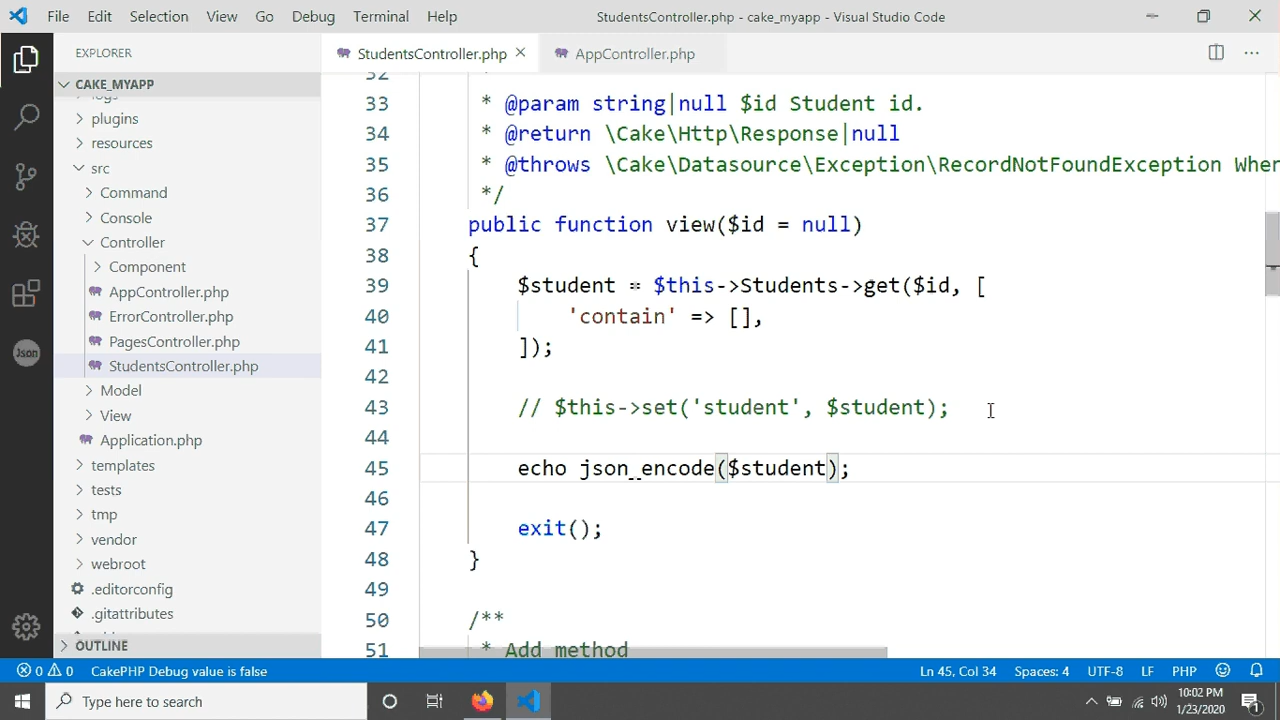 File Edit Selection View Go Debug Terminal Help StudentsController.php - cake_myapp - Visual Studio Code
EXPLORER
CAKE_MYAPP
logs
plugins
resources
src
Command
Console
Controller
Component
AppController.php
ErrorController.php
PagesController.php
StudentsController.php
Model
View
Application.php
templates
tests
tmp
vendor
webroot
.editorconfig
.gitattributes
OUTLINE
Json
StudentsController.php AppController.php
32 *
33 * @param string|null $id Student id.
34 * @return \Cake\Http\Response|null
35 * @throws \Cake\Datasource\Exception\RecordNotFoundException When
36 */
37 public function view($id = null)
38 {
39 $student = $this->Students->get($id, [
40 'contain' => [],
41 ]);
42
43 // $this->set('student', $student);
44
45 echo json_encode($student);
46
47 exit();
48 }
49
50 /**
51 * Add method
0 0 CakePHP Debug value is false Ln 45, Col 34 Spaces: 4 UTF-8 LF PHP
Type here to search
10:02 PM
1/23/2020
1